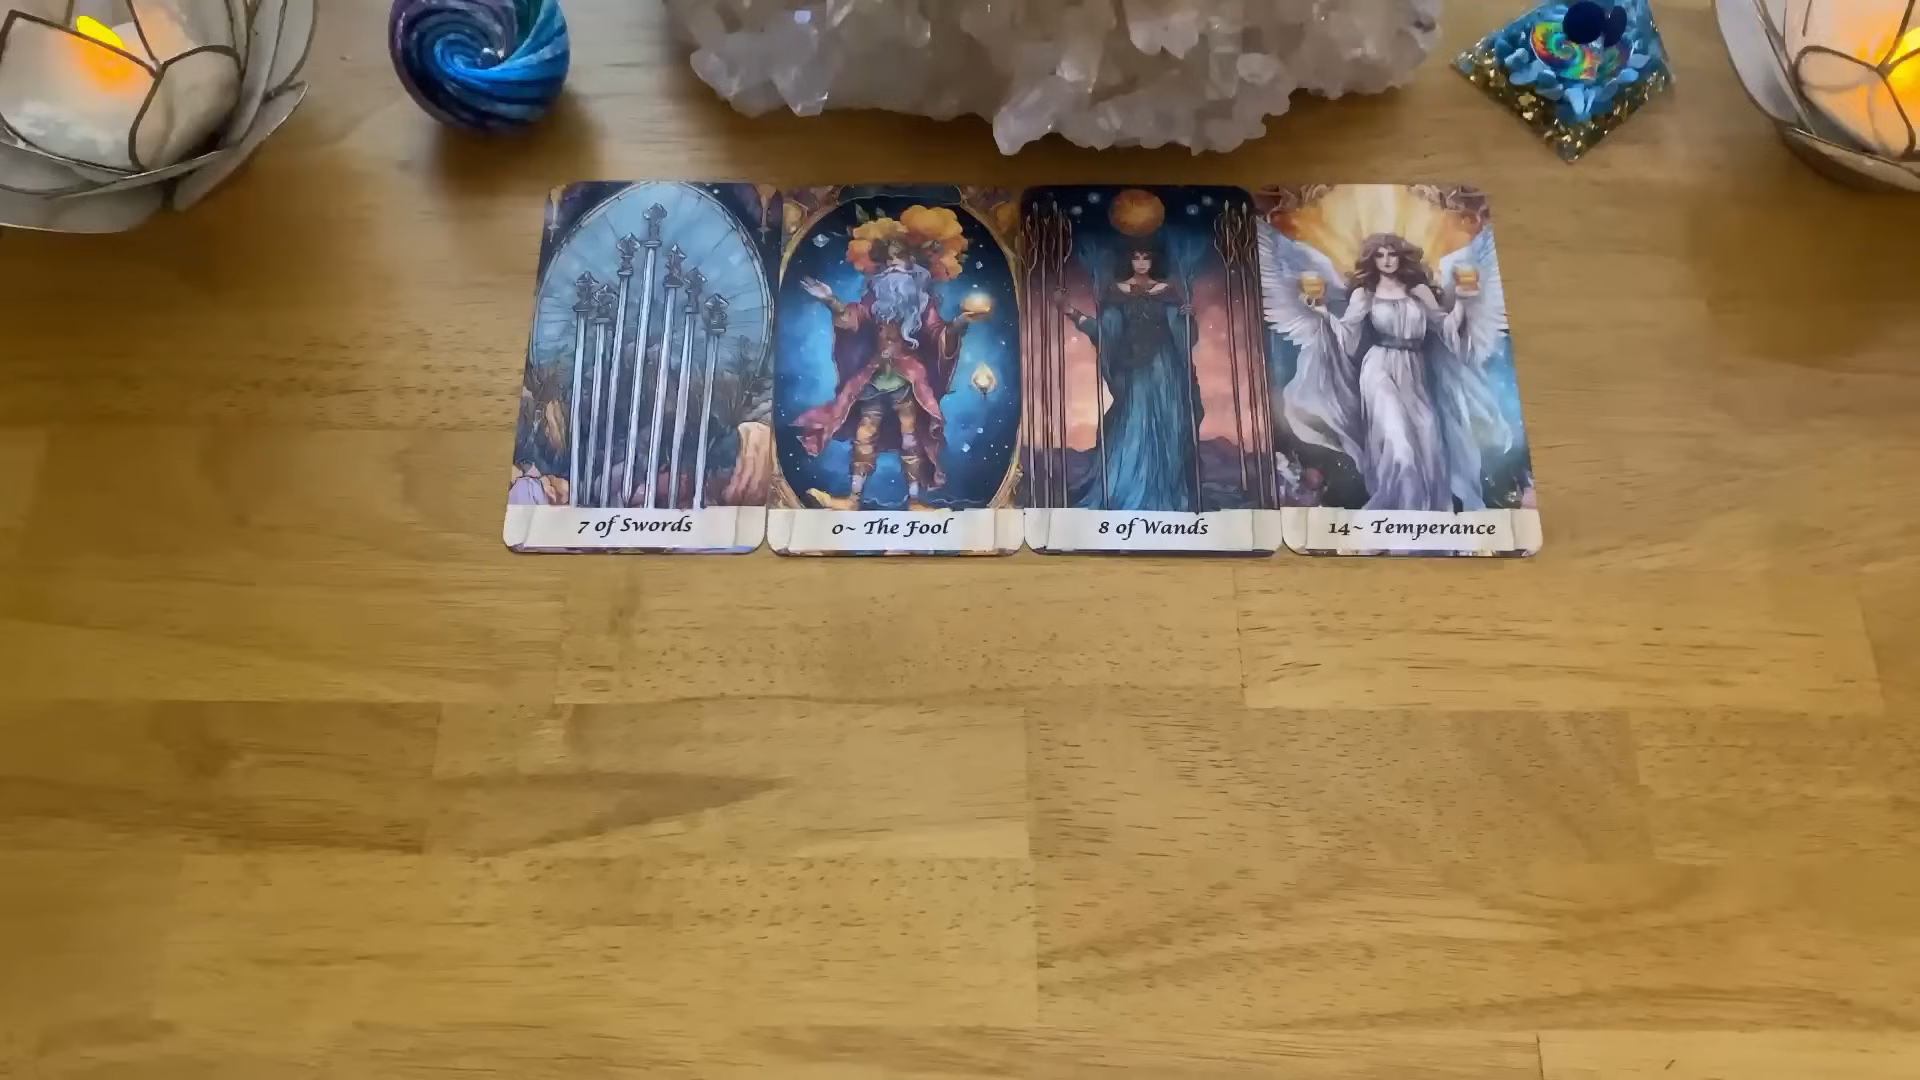 7 of Swords
0~ The Fool
8 of Wands
14~ Temperance